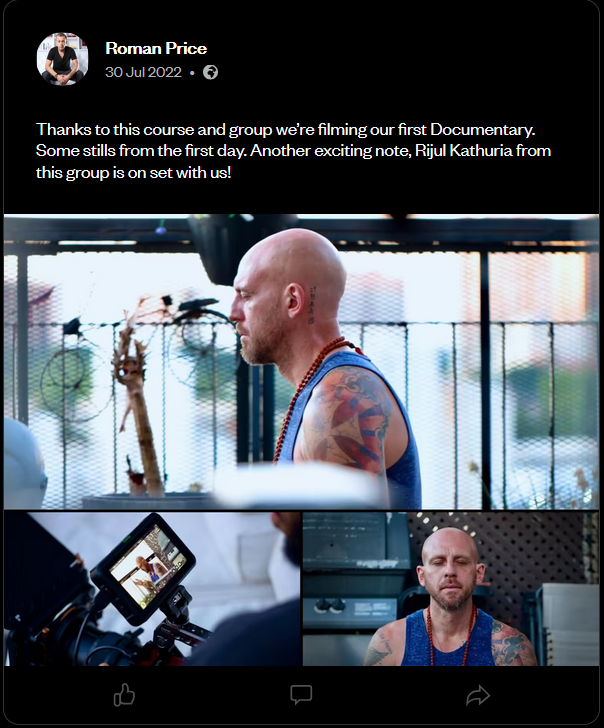 Roman Price
30 Jul 2022 •
Thanks to this course and group we’re filming our first Documentary.
Some stills from the first day. Another exciting note, Rijul Kathuria from
this group is on set with us!